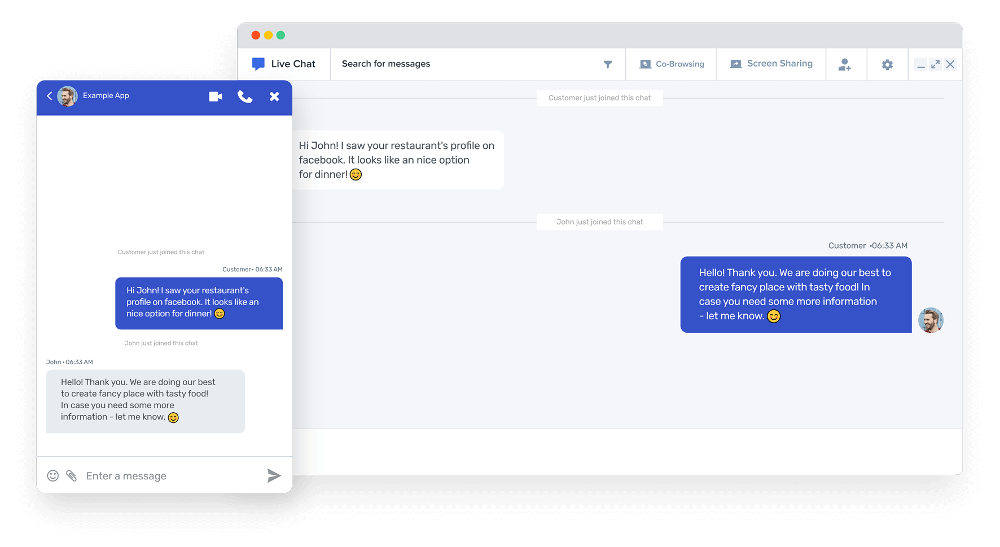 Live Chat
Search for messages
Co-Browsing
Screen Sharing
Customer just joined this chat
Hi John! I saw your restaurant's profile on
facebook. It looks like an nice option
for dinner! 😊
John just joined this chat
Customer •06:33 AM
Hello! Thank you. We are doing our best to
create fancy place with tasty food! In
case you need some more information
- let me know. 😊
Example App
Customer just joined this chat
Customer • 06:33 AM
Hi John! I saw your restaurant's
profile on facebook. It looks like an
nice option for dinner! 😊
John just joined this chat
John • 06:33 AM
Hello! Thank you. We are doing our best
to create fancy place with tasty food!
In case you need some more
information - let me know. 😊
Enter a message